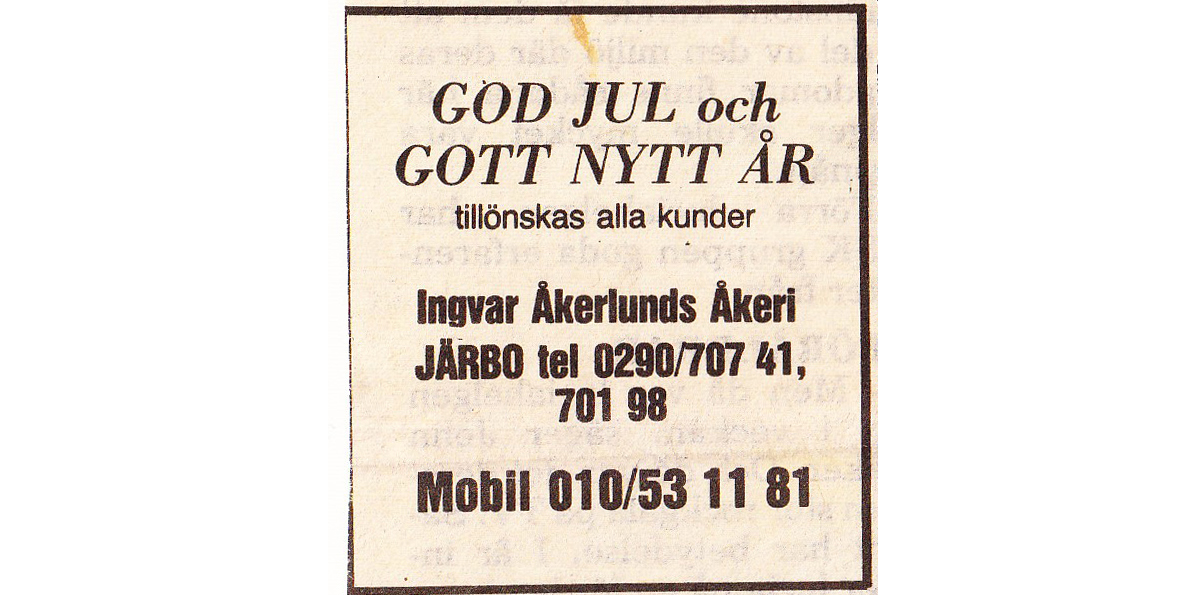 GOD JUL och
GOTT NYTT ÅR
tillönskas alla kunder
Ingvar Åkerlunds Åkeri
JÄRBO tel 0290/707 41,
701 98
Mobil 010/53 11 81